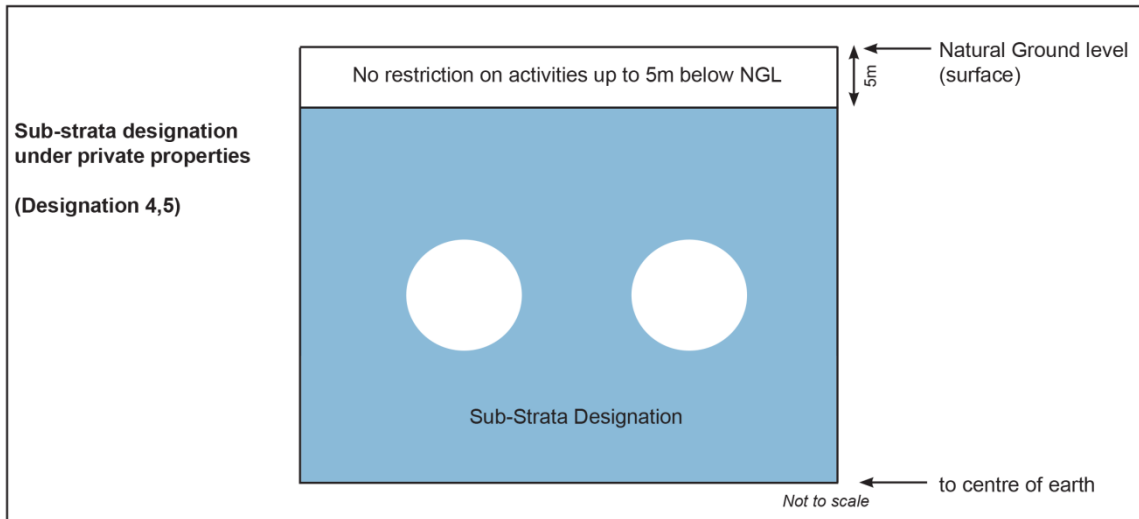 Natural Ground level
(surface)
No restriction on activities up to 5m below NGL
5m
Sub-strata designation
under private properties
(Designation 4,5)
Sub-Strata Designation
to centre of earth
Not to scale